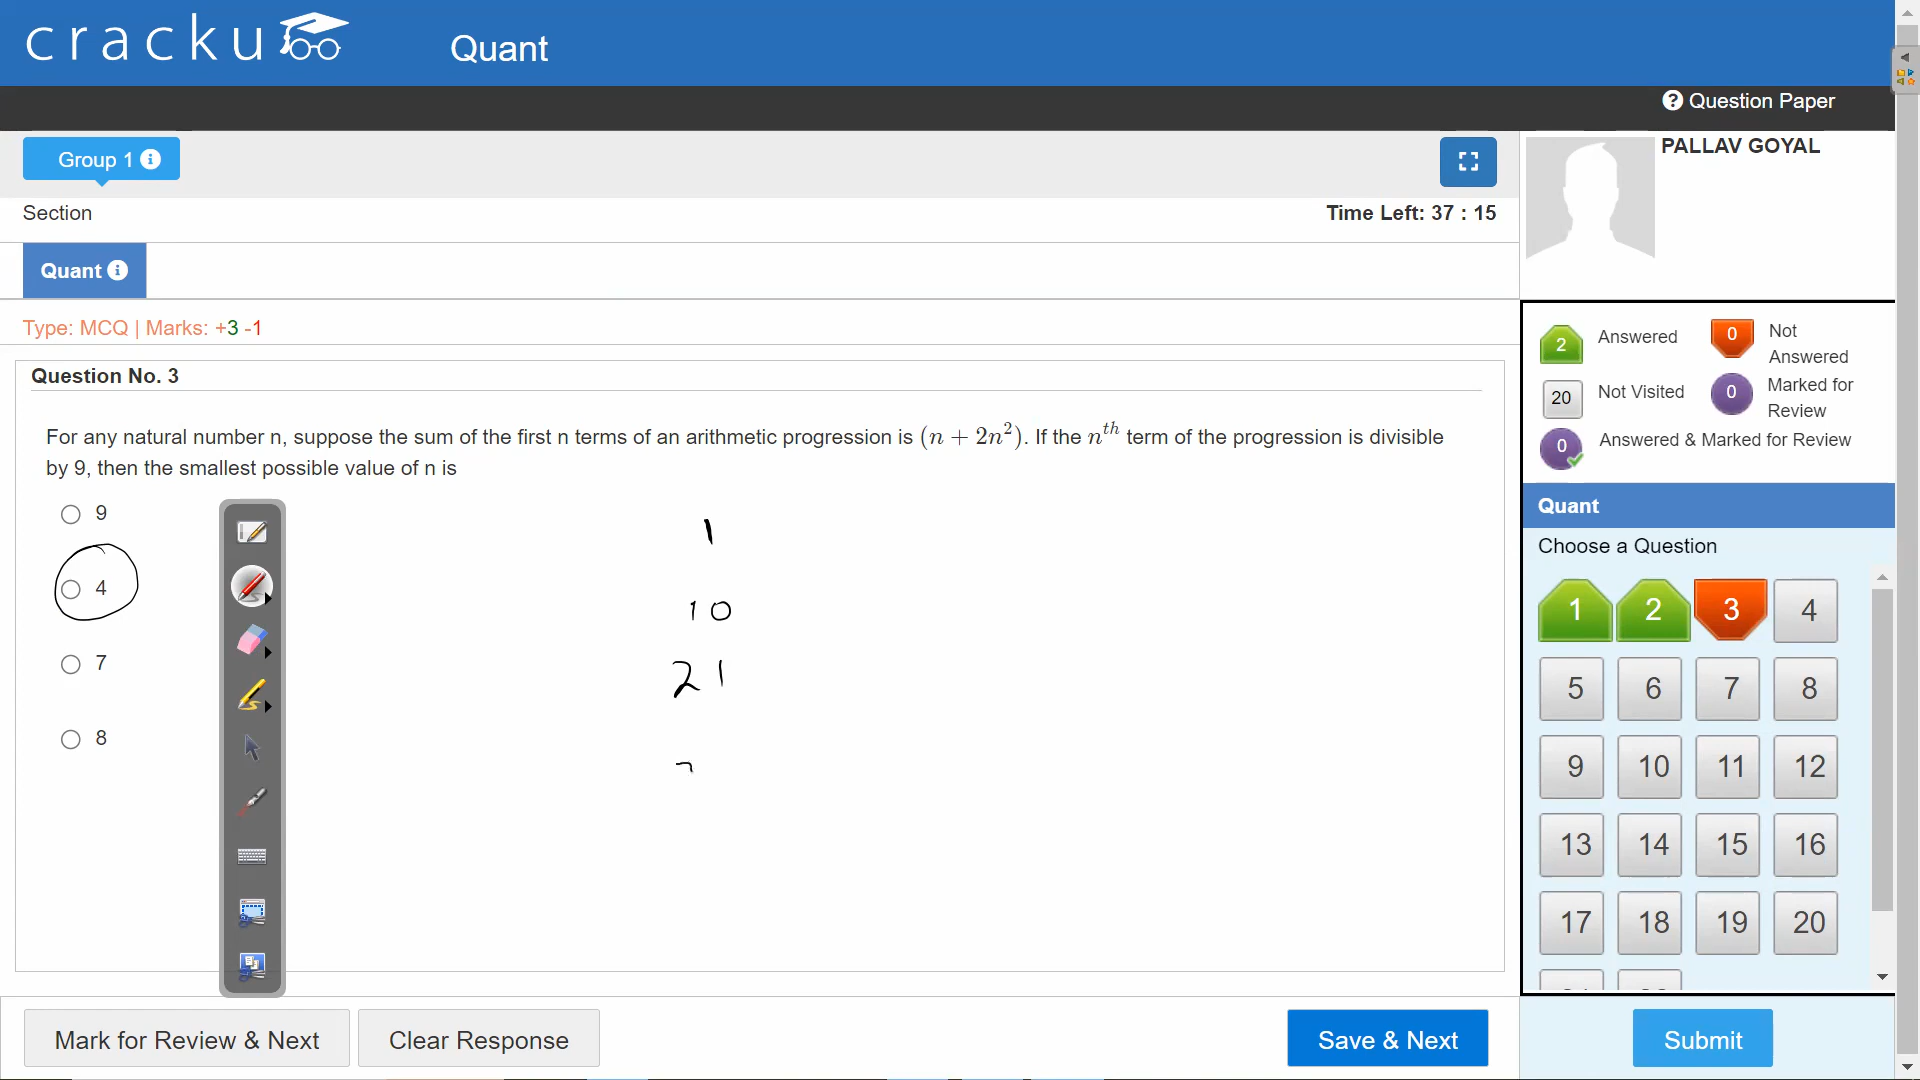 cracku
Quant
Question Paper
Group 1
PALLAV GOYAL
Section
Time Left: 37 : 15
Quant
Type: MCQ | Marks: +3 -1
2 Answered
0 Not Answered
20 Not Visited
0 Marked for Review
0 Answered & Marked for Review
Question No. 3
For any natural number n, suppose the sum of the first n terms of an arithmetic progression is (n + 2n²). If the nᵗʰ term of the progression is divisible
by 9, then the smallest possible value of n is
9
4
7
8
1
10
21
Quant
Choose a Question
1 2 3 4
5 6 7 8
9 10 11 12
13 14 15 16
17 18 19 20
Mark for Review & Next
Clear Response
Save & Next
Submit